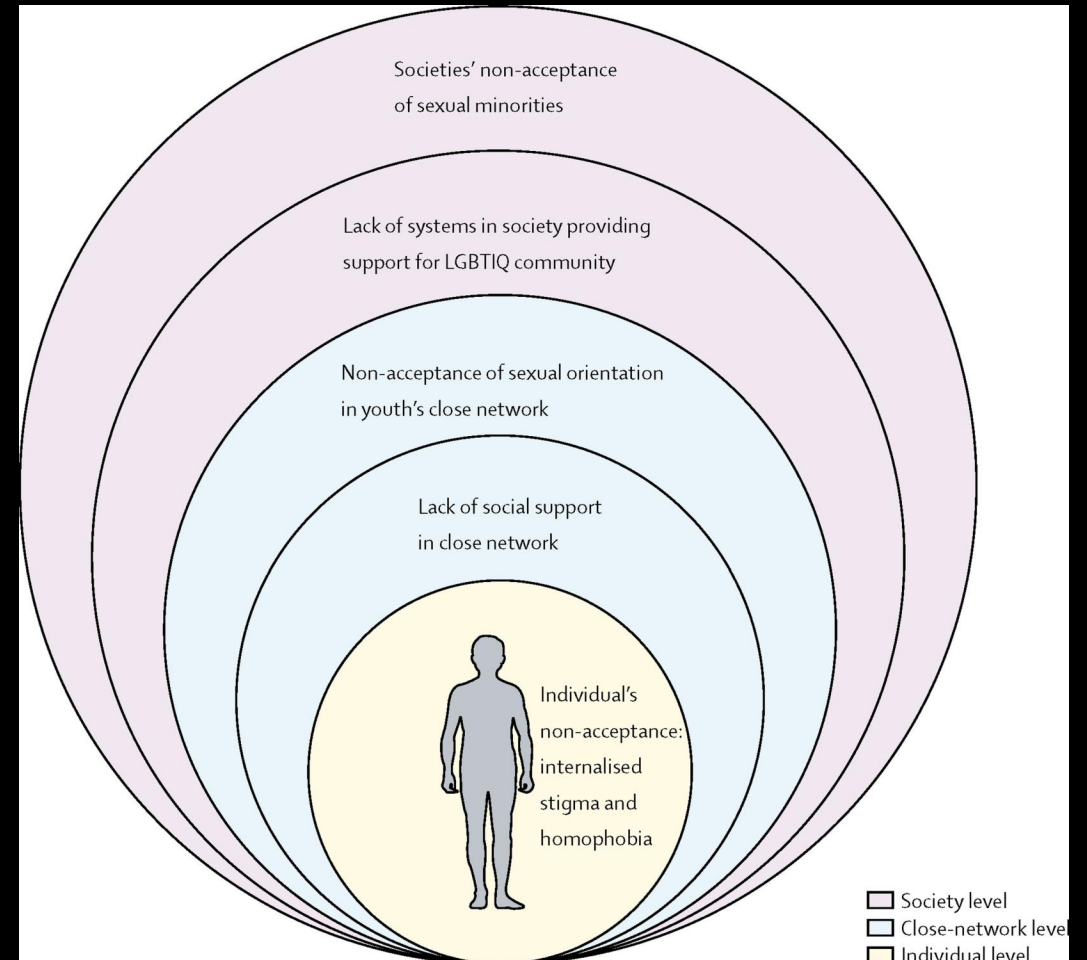 Societies’ non-acceptance
of sexual minorities
Lack of systems in society providing
support for LGBTIQ community
Non-acceptance of sexual orientation
in youth’s close network
Lack of social support
in close network
Individual’s
non-acceptance:
internalised
stigma and
homophobia
Society level
Close-network level
Individual level